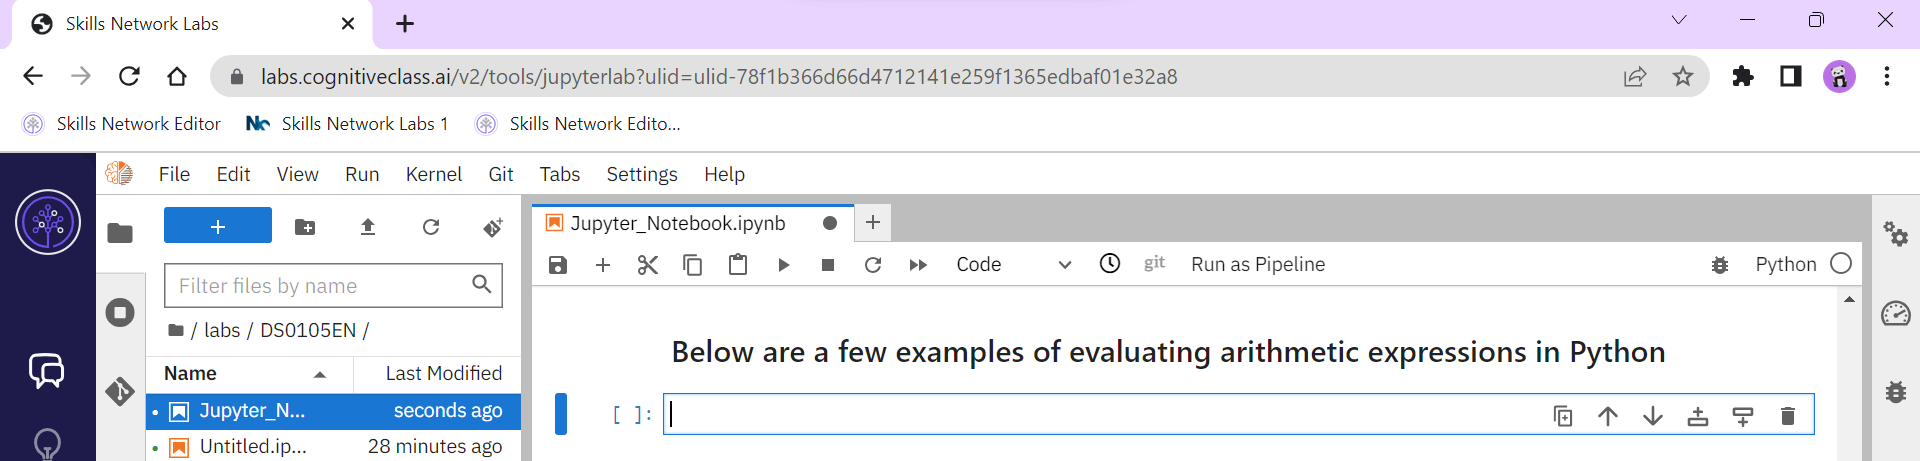 Skills Network Labs
labs.cognitiveclass.ai/v2/tools/jupyterlab?ulid=ulid-78f1b366d66d4712141e259f1365edbaf01e32a8
Skills Network Editor Skills Network Labs 1 Skills Network Edito...
File Edit View Run Kernel Git Tabs Settings Help
Jupyter_Notebook.ipynb
Code git Run as Pipeline Python
Filter files by name
/ labs / DS0105EN /
Below are a few examples of evaluating arithmetic expressions in Python
Name Last Modified
Jupyter_N... seconds ago
[ ]:
Untitled.ip... 28 minutes ago